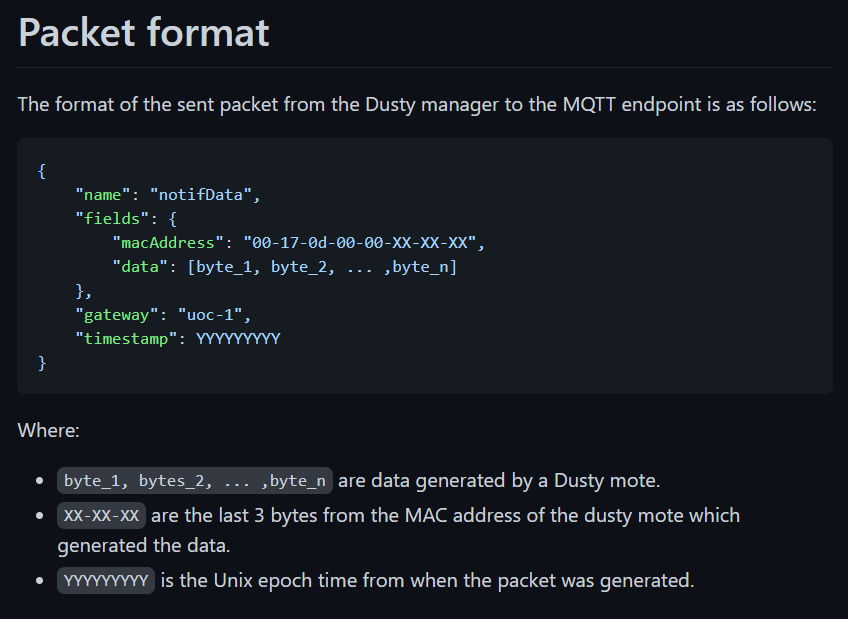 Packet format
The format of the sent packet from the Dusty manager to the MQTT endpoint is as follows:
{
    "name": "notifData",
    "fields": {
        "macAddress": "00-17-0d-00-00-XX-XX-XX",
        "data": [byte_1, byte_2, ... ,byte_n]
    },
    "gateway": "uoc-1",
    "timestamp": YYYYYYYYY
}
Where:
• byte_1, bytes_2, ... ,byte_n are data generated by a Dusty mote.
• XX-XX-XX are the last 3 bytes from the MAC address of the dusty mote which
generated the data.
• YYYYYYYYY is the Unix epoch time from when the packet was generated.